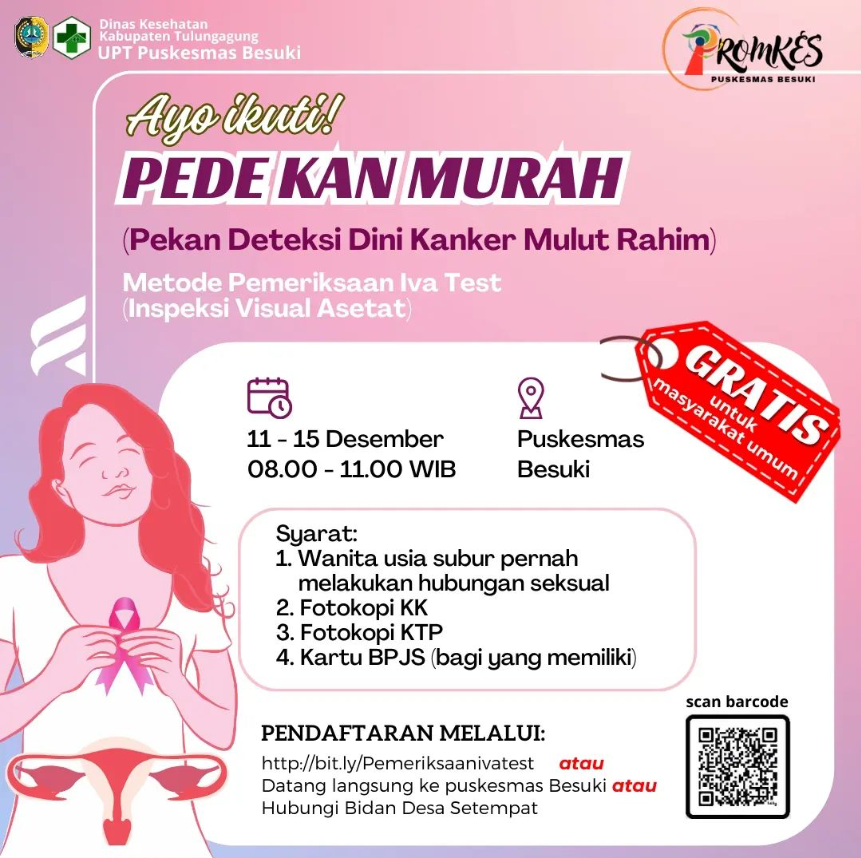 Dinas Kesehatan
Kabupaten Tulungagung
UPT Puskesmas Besuki
PROMKES
PUSKESMAS BESUKI
Ayo ikuti!
PEDE KAN MURAH
(Pekan Deteksi Dini Kanker Mulut Rahim)
Metode Pemeriksaan Iva Test
(Inspeksi Visual Asetat)
GRATIS
untuk
masyarakat umum
11 - 15 Desember
08.00 - 11.00 WIB
Puskesmas
Besuki
Syarat:
1. Wanita usia subur pernah
melakukan hubungan seksual
2. Fotokopi KK
3. Fotokopi KTP
4. Kartu BPJS (bagi yang memiliki)
scan barcode
PENDAFTARAN MELALUI:
http://bit.ly/Pemeriksaanivatest atau
Datang langsung ke puskesmas Besuki atau
Hubungi Bidan Desa Setempat